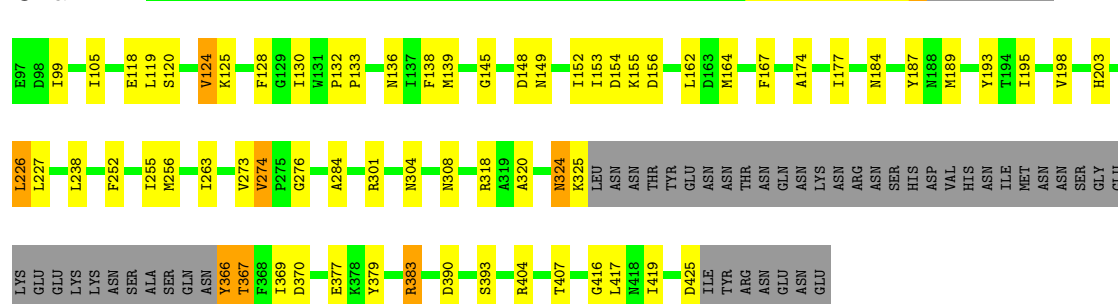 E97 D98 I99 I105 E118 L119 S120 V124 K125 F128 G129 I130 W131 P132 P133 N136 I137 F138 M139 G145 D148 N149 I152 I153 D154 K155 D156 L162 D163 M164 F167 A174 I177 N184 Y187 N188 M189 Y193 T194 I195 V198 H203
L226 L227 L238 F252 I255 M256 I263 V273 V274 P275 G276 A284 R301 N304 N308 R318 A319 A320 N324 K325 LEU ASN ASN THR TYR GLU ASN ASN THR ASN GLN ASN LYS ASN ARG ASN SER HIS ASP VAL HIS ASN ILE MET ASN ASN SER GLY GLU
LYS GLU GLU LYS LYS ASN SER SER ALA SER GLN ASN Y366 T367 F368 I369 D370 E377 K378 Y379 R383 D390 S393 R404 T407 G416 L417 N418 I419 D425 ILE TYR ARG ASN GLU ASN GLU